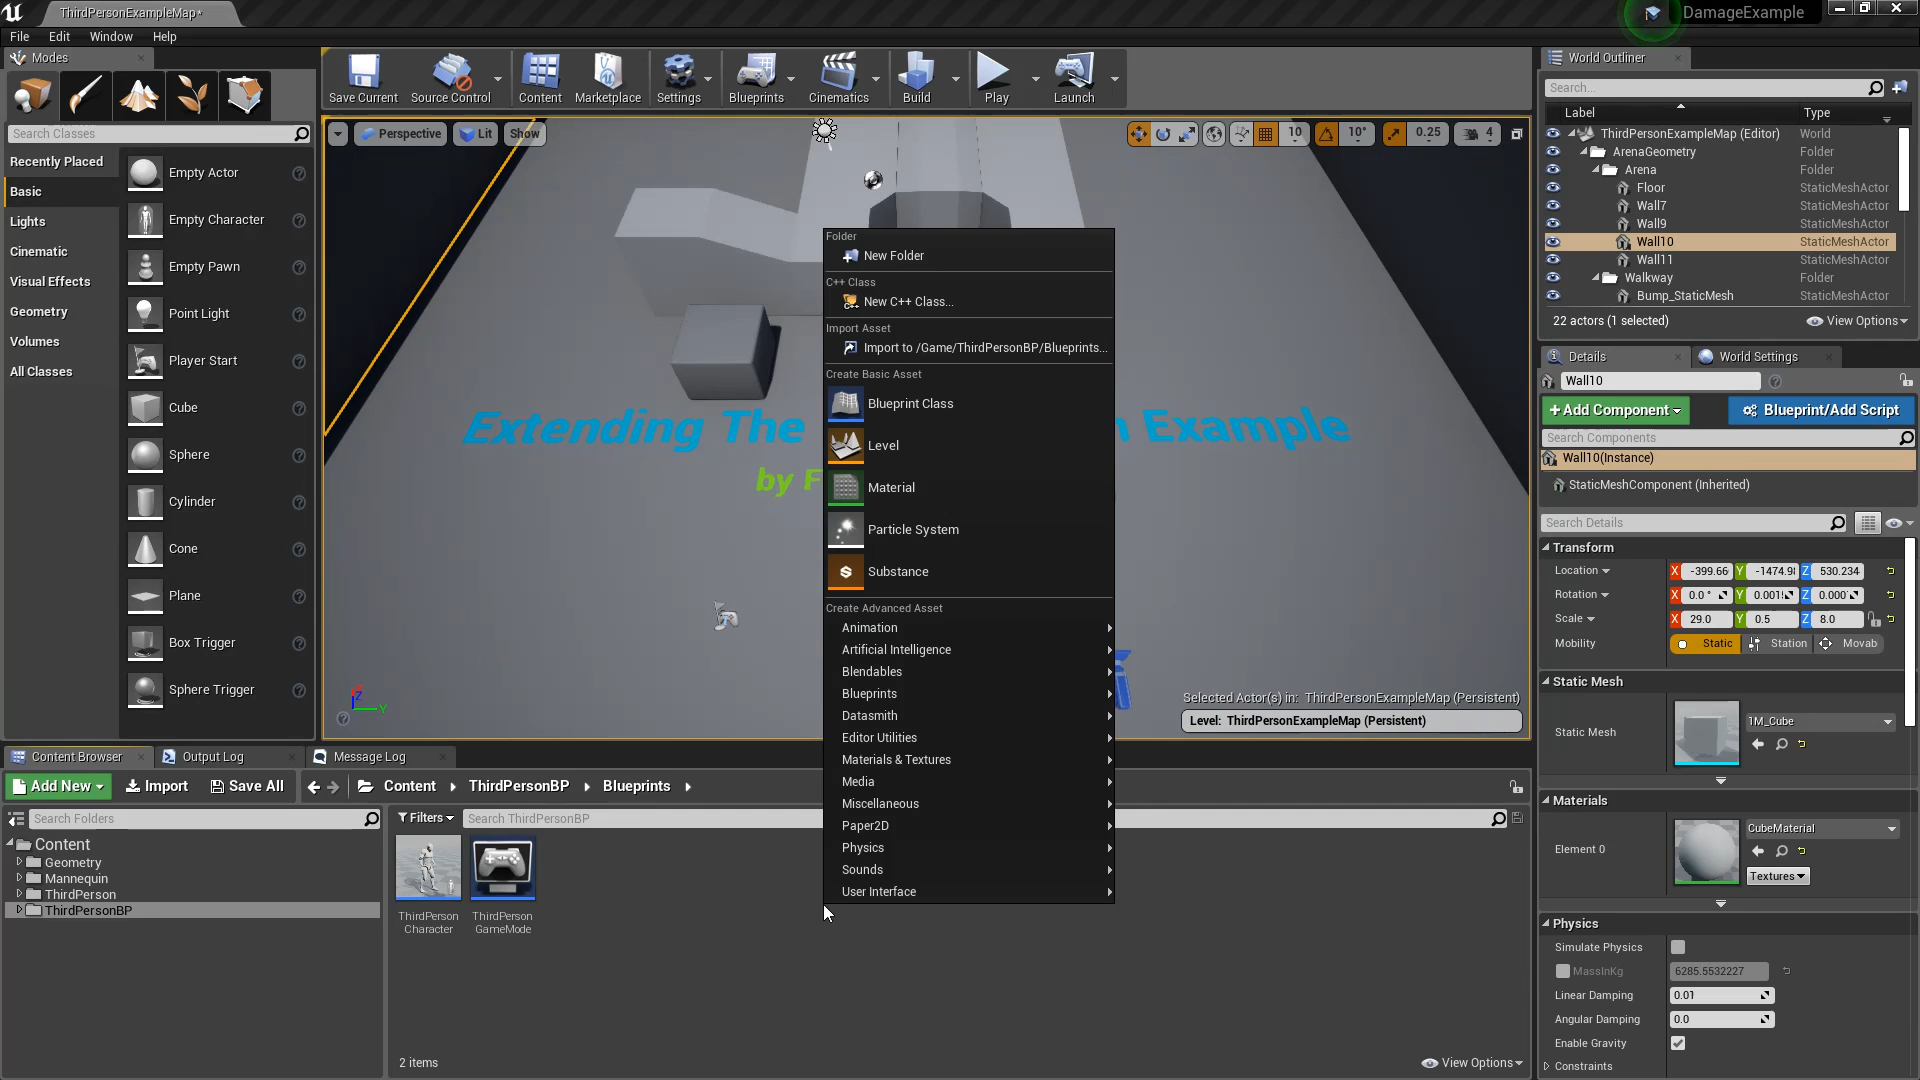 ThirdPersonExampleMap*
DamageExample
File Edit Window Help
Modes
Search Classes
Recently Placed
Basic
Lights
Cinematic
Visual Effects
Geometry
Volumes
All Classes
Empty Actor
Empty Character
Empty Pawn
Point Light
Player Start
Cube
Sphere
Cylinder
Cone
Plane
Box Trigger
Sphere Trigger
Save Current
Source Control
Content
Marketplace
Settings
Blueprints
Cinematics
Build
Play
Launch
Perspective Lit Show
10 10° 0.25 4
Extending The
n Example
by F
Selected Actor(s) in: ThirdPersonExampleMap (Persistent)
Level: ThirdPersonExampleMap (Persistent)
Folder
New Folder
C++ Class
New C++ Class...
Import Asset
Import to /Game/ThirdPersonBP/Blueprints...
Create Basic Asset
Blueprint Class
Level
Material
Particle System
Substance
Create Advanced Asset
Animation
Artificial Intelligence
Blendables
Blueprints
Datasmith
Editor Utilities
Materials & Textures
Media
Miscellaneous
Paper2D
Physics
Sounds
User Interface
World Outliner
Search...
Label Type
ThirdPersonExampleMap (Editor) World
ArenaGeometry Folder
Arena Folder
Floor StaticMeshActor
Wall7 StaticMeshActor
Wall9 StaticMeshActor
Wall10 StaticMeshActor
Wall11 StaticMeshActor
Walkway Folder
Bump_StaticMesh StaticMeshActor
22 actors (1 selected) View Options
Details World Settings
Wall10
+Add Component Blueprint/Add Script
Search Components
Wall10(Instance)
StaticMeshComponent (Inherited)
Search Details
Transform
Location X -399.66 Y -1474.98 Z 530.234
Rotation X 0.0 ° Y 0.001 Z 0.000
Scale X 29.0 Y 0.5 Z 8.0
Mobility Static Station Movab
Static Mesh
Static Mesh 1M_Cube
Materials
Element 0 CubeMaterial
Textures
Physics
Simulate Physics
MassInKg 6285.5532227
Linear Damping 0.01
Angular Damping 0.0
Enable Gravity
Constraints
Content Browser Output Log Message Log
Add New Import Save All Content ThirdPersonBP Blueprints
Search Folders
Content
Geometry
Mannequin
ThirdPerson
ThirdPersonBP
Filters Search ThirdPersonBP
ThirdPerson
Character
ThirdPerson
GameMode
2 items View Options